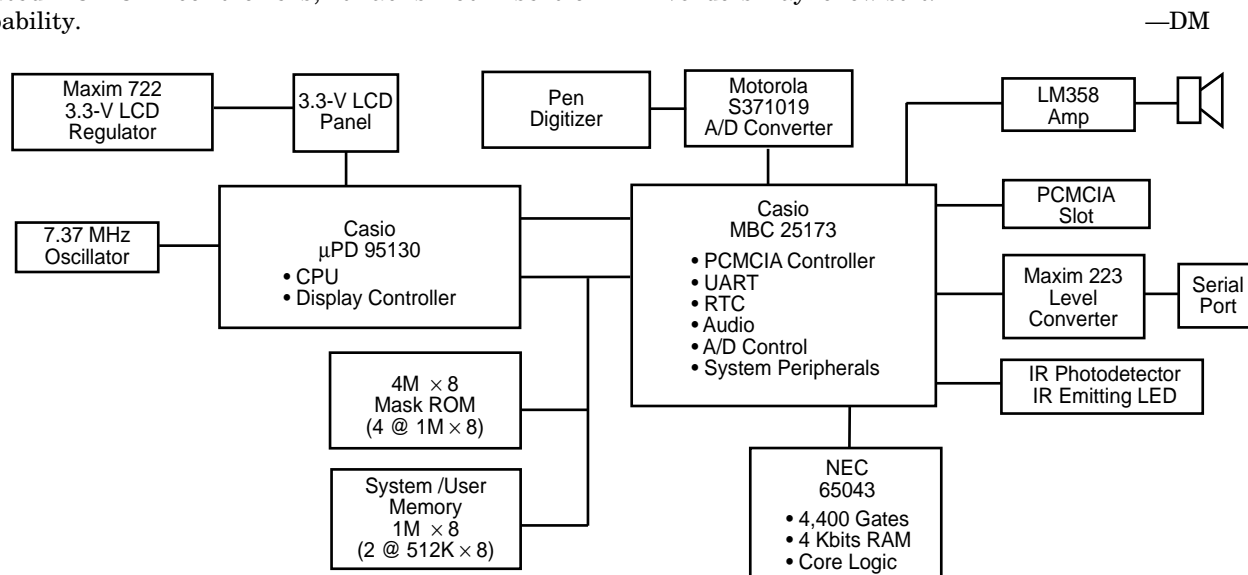 pability.
—DM
Maxim 722
3.3-V LCD
Regulator
3.3-V LCD
Panel
Pen
Digitizer
Motorola
S371019
A/D Converter
LM358
Amp
7.37 MHz
Oscillator
Casio
µPD 95130
• CPU
• Display Controller
Casio
MBC 25173
• PCMCIA Controller
• UART
• RTC
• Audio
• A/D Control
• System Peripherals
PCMCIA
Slot
Maxim 223
Level
Converter
Serial
Port
IR Photodetector
IR Emitting LED
4M × 8
Mask ROM
(4 @ 1M × 8)
System /User
Memory
1M × 8
(2 @ 512K × 8)
NEC
65043
• 4,400 Gates
• 4 Kbits RAM
• Core Logic